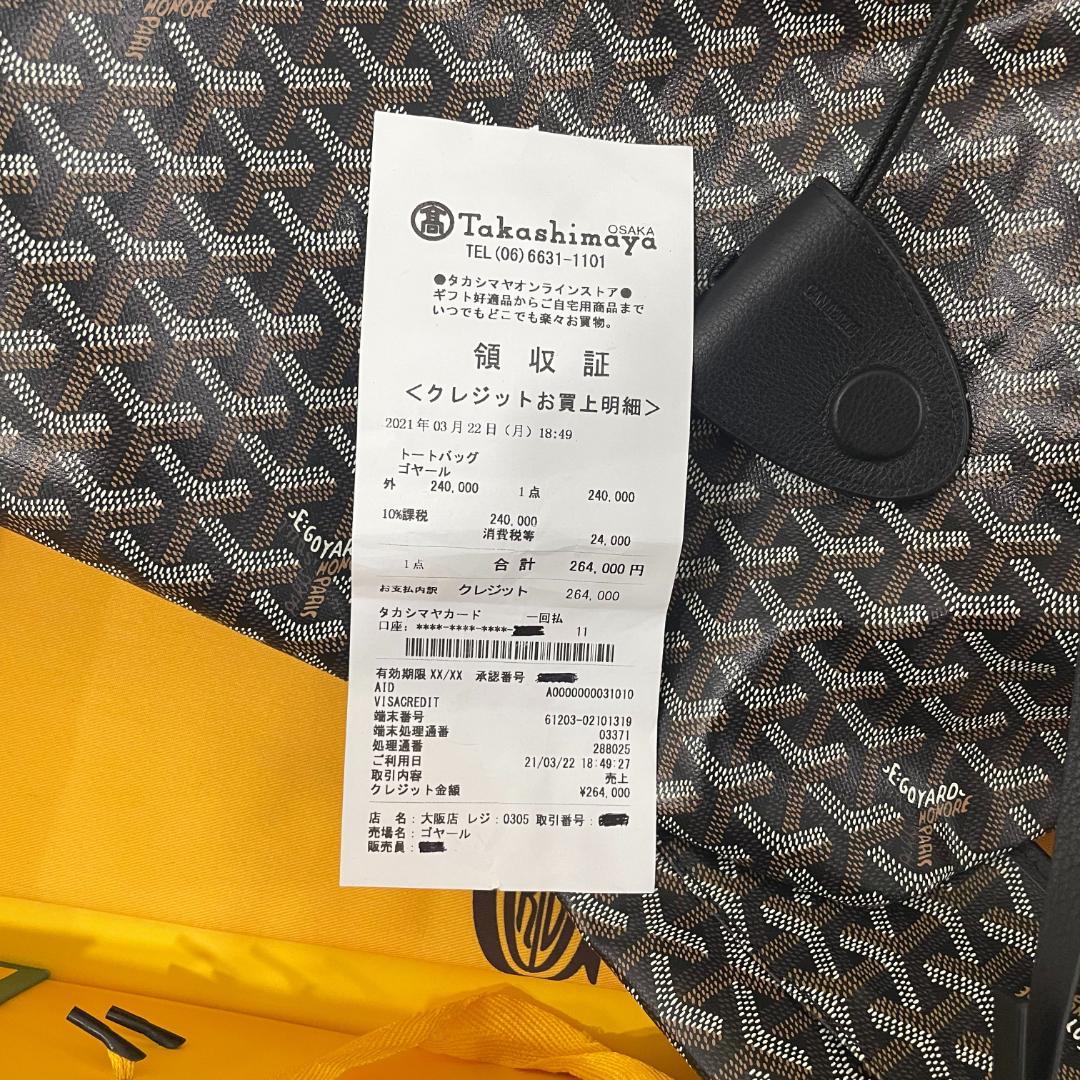 高 Takashimaya
OSAKA
TEL(06)6631-1101
●タカシマヤオンラインストア●
ギフト好適品からご自宅用商品まで
いつでもどこでも楽々お買物。
領収証
<クレジットお買上明細>
2021年03月22日(月)18:49
トートバッグ
ゴヤール
外 240,000 1点 240,000
10%課税 240,000
消費税等 24,000
1点 合計 264,000円
お支払内訳 クレジット 264,000
タカシマヤカード 一回払
口座:****-****-****- 11
有効期限XX/XX 承認番号
AID A0000000031010
VISACREDIT
端末番号 61203-02101319
端末処理通番 03371
処理通番 288025
ご利用日 21/03/22 18:49:27
取引内容 売上
クレジット金額 ¥264,000
店 名:大阪店 レジ:0305 取引番号:
売場名:ゴヤール
販売員:
MONORE
PARIS
SE GOYARD
MONORE
PARIS
SE GOYARD
MONORE
PARIS